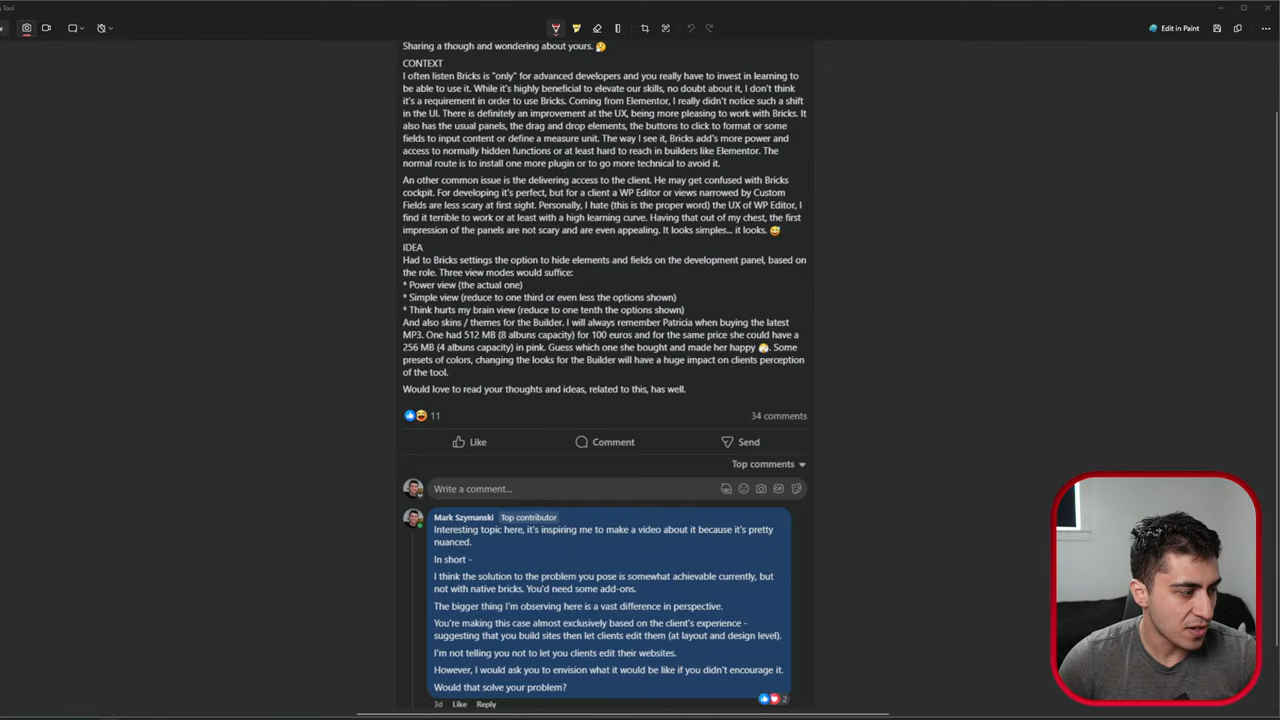 Tool
Edit in Paint
Sharing a though and wondering about yours. 🤔
CONTEXT
I often listen Bricks is "only" for advanced developers and you really have to invest in learning to
be able to use it. While it's highly beneficial to elevate our skills, no doubt about it, I don't think
it's a requirement in order to use Bricks. Coming from Elementor, I really didn't notice such a shift
in the UI. There is definitely an improvement at the UX, being more pleasing to work with Bricks. It
also has the usual panels, the drag and drop elements, the buttons to click to format or some
fields to input content or define a measure unit. The way I see it, Bricks add's more power and
access to normally hidden functions or at least hard to reach in builders like Elementor. The
normal route is to install one more plugin or to go more technical to avoid it.
An other common issue is the delivering access to the client. He may get confused with Bricks
cockpit. For developing it's perfect, but for a client a WP Editor or views narrowed by Custom
Fields are less scary at first sight. Personally, I hate (this is the proper word) the UX of WP Editor, I
find it terrible to work or at least with a high learning curve. Having that out of my chest, the first
impression of the panels are not scary and are even appealing. It looks simples... it looks. 😅
IDEA
Had to Bricks settings the option to hide elements and fields on the development panel, based on
the role. Three view modes would suffice:
* Power view (the actual one)
* Simple view (reduce to one third or even less the options shown)
* Think hurts my brain view (reduce to one tenth the options shown)
And also skins / themes for the Builder. I will always remember Patricia when buying the latest
MP3. One had 512 MB (8 albuns capacity) for 100 euros and for the same price she could have a
256 MB (4 albuns capacity) in pink. Guess which one she bought and made her happy. Some
presets of colors, changing the looks for the Builder will have a huge impact on clients perception
of the tool.
Would love to read your thoughts and ideas, related to this, has well.
11
34 comments
Like
Comment
Send
Top comments
Write a comment...
GIF
Mark Szymanski Top contributor
Interesting topic here, it's inspiring me to make a video about it because it's pretty
nuanced.
In short -
I think the solution to the problem you pose is somewhat achievable currently, but
not with native bricks. You'd need some add-ons.
The bigger thing I'm observing here is a vast difference in perspective.
You're making this case almost exclusively based on the client's experience -
suggesting that you build sites then let clients edit them (at layout and design level).
I'm not telling you not to let you clients edit their websites.
However, I would ask you to envision what it would be like if you didn't encourage it.
Would that solve your problem?
2
3d Like Reply